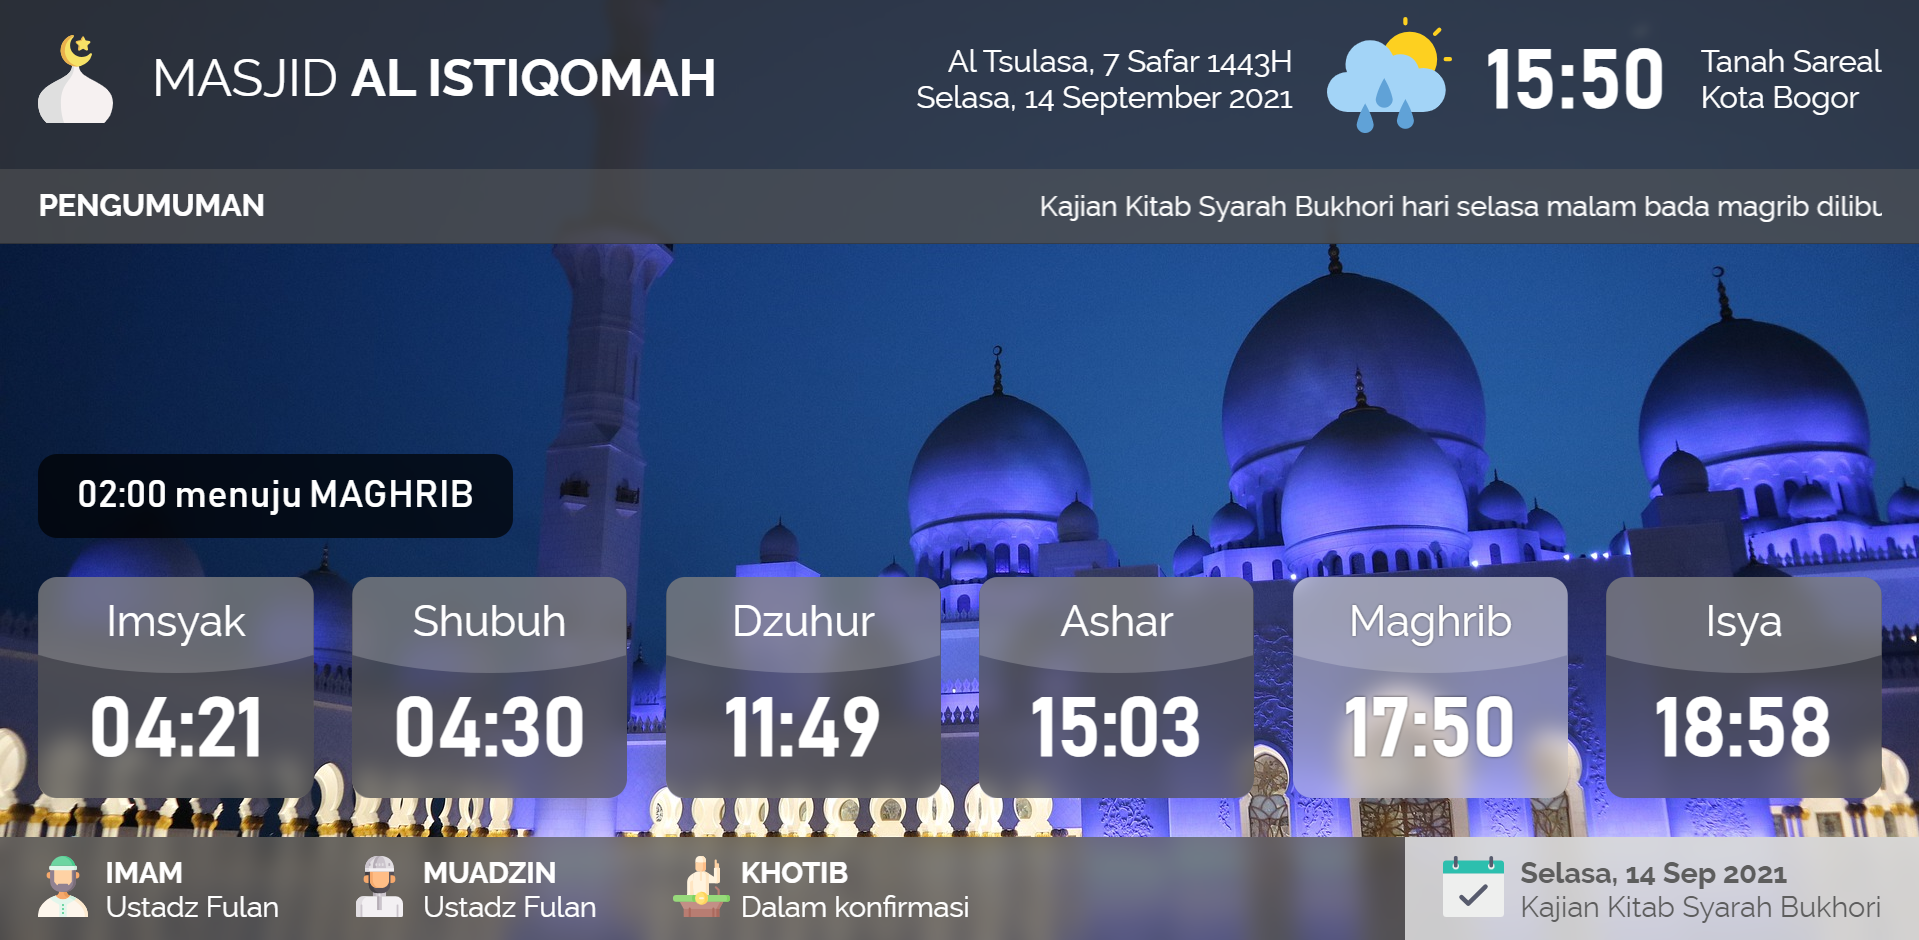 MASJID AL ISTIQOMAH
Al Tsulasa, 7 Safar 1443H
Selasa, 14 September 2021
15:50
Tanah Sareal
Kota Bogor
PENGUMUMAN
Kajian Kitab Syarah Bukhori hari selasa malam bada magrib dilibu
02:00 menuju MAGHRIB
Imsyak
04:21
Shubuh
04:30
Dzuhur
11:49
Ashar
15:03
Maghrib
17:50
Isya
18:58
IMAM
Ustadz Fulan
MUADZIN
Ustadz Fulan
KHOTIB
Dalam konfirmasi
Selasa, 14 Sep 2021
Kajian Kitab Syarah Bukhori